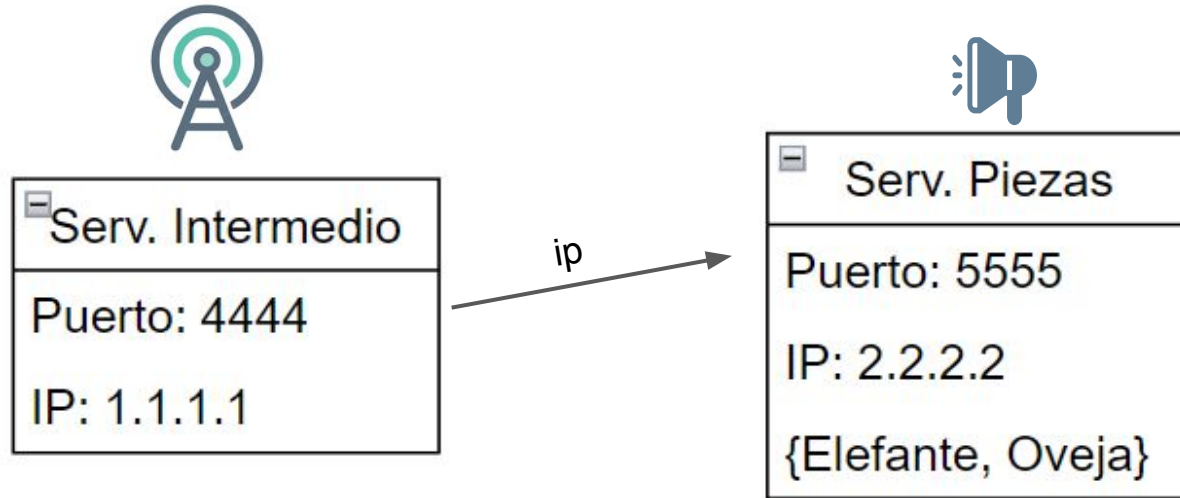 Serv. Intermedio
Puerto: 4444
IP: 1.1.1.1
ip
Serv. Piezas
Puerto: 5555
IP: 2.2.2.2
{Elefante, Oveja}